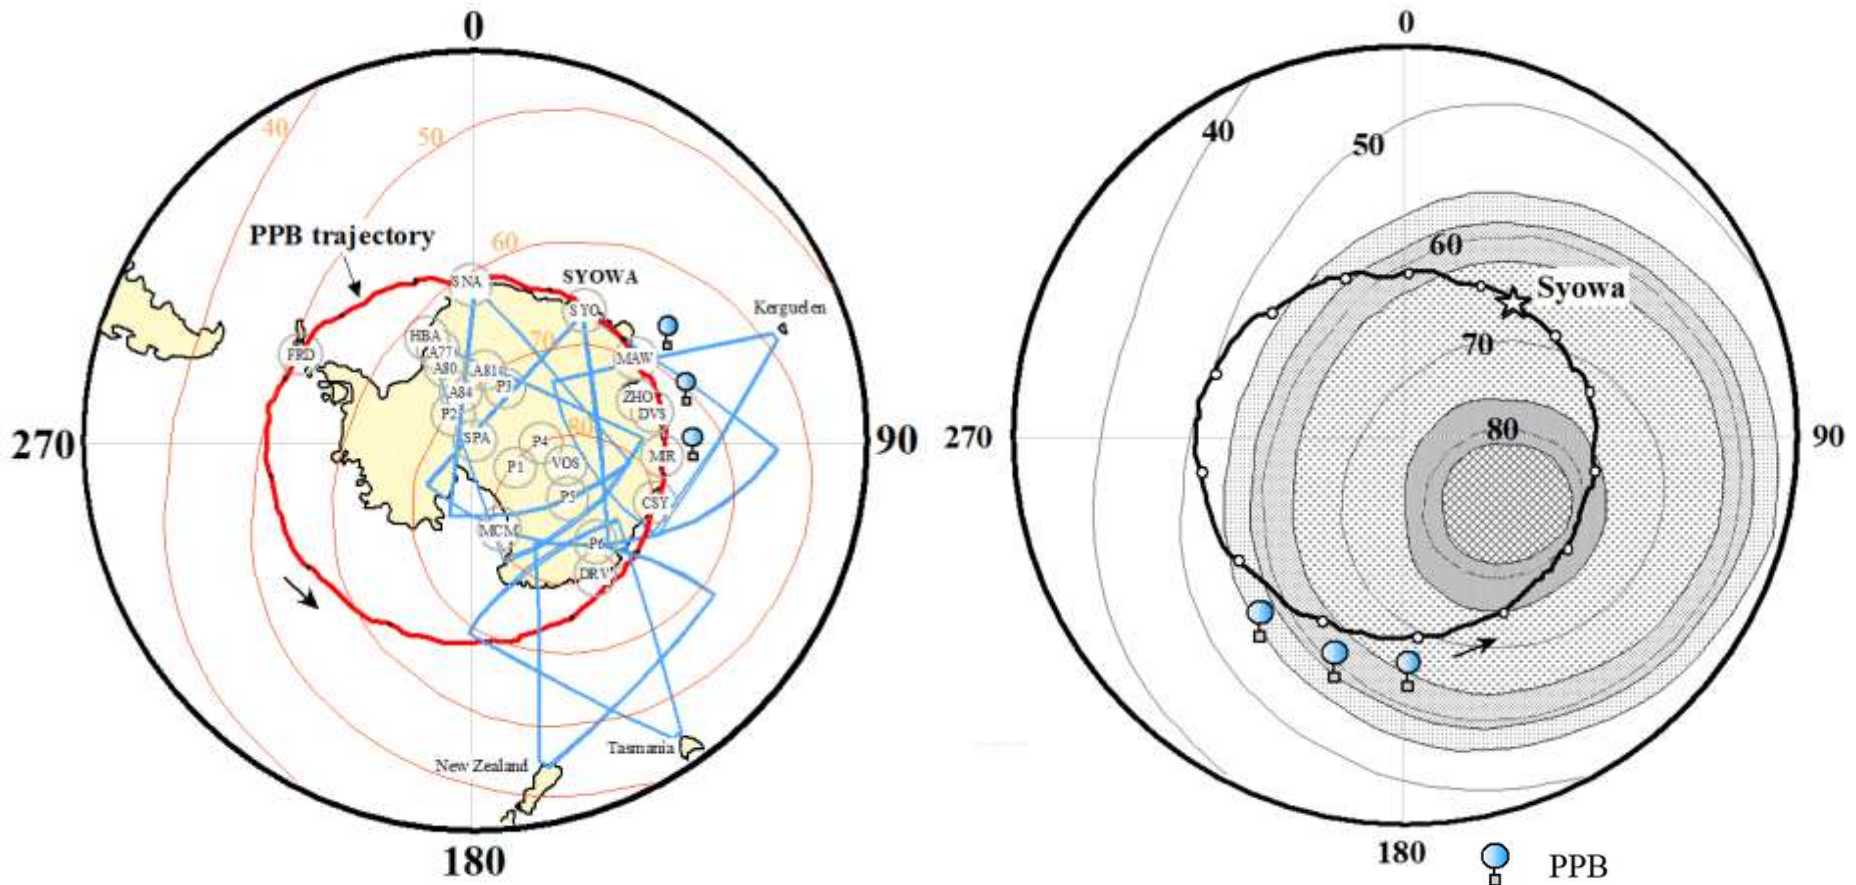 0
40
50
PPB trajectory
60
SNA
SYOWA
SYO
Kerguelen
HBA
FRD
70
A77
MAW
A80
A81
P3
A84
ZHO
P2
DVS
270
SPA
P4
80
90
P1
VOS
MIR
P5
CSY
MCM
P6
DRV
Tasmania
New Zealand
180
0
40
50
60
Syowa
70
270
80
90
180
PPB